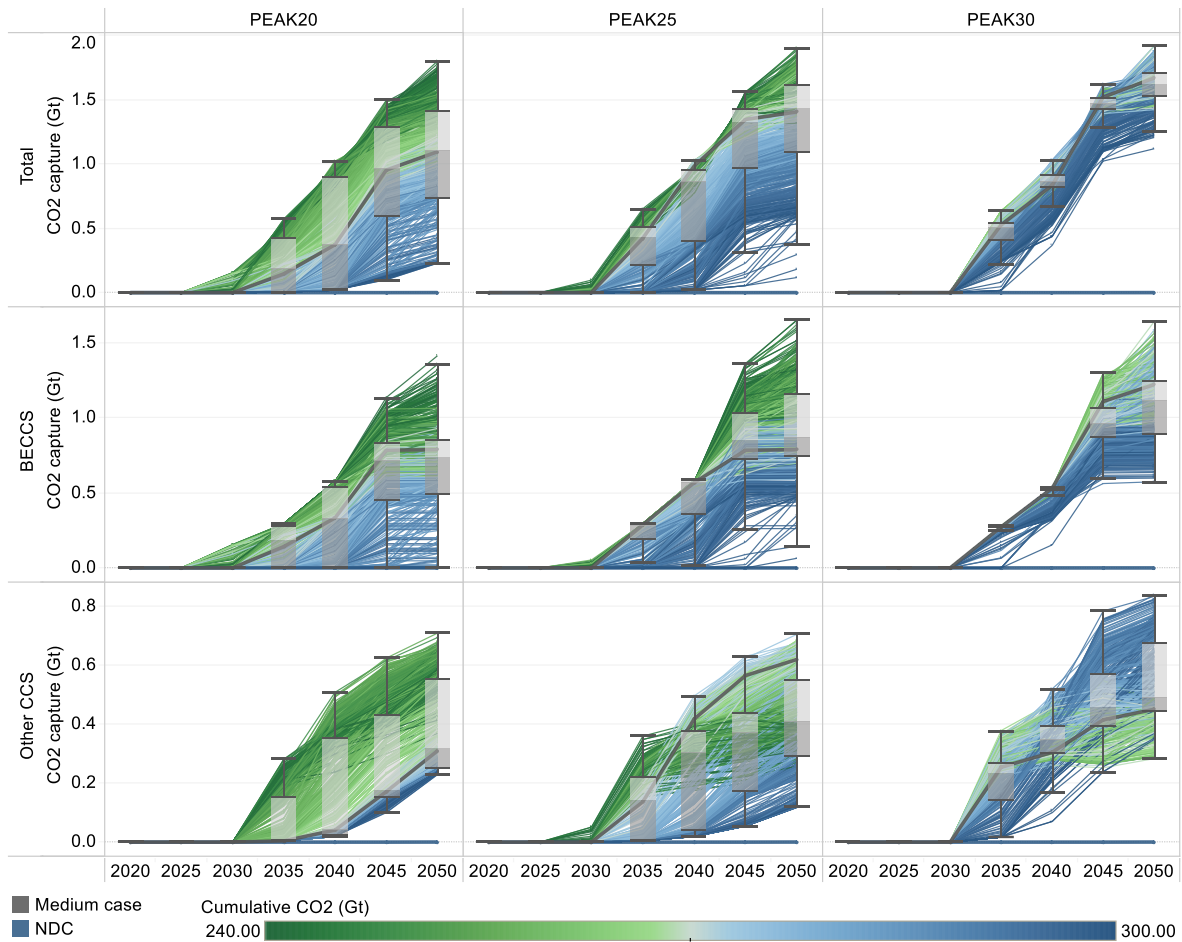 PEAK20 PEAK25 PEAK30
Total
CO2 capture (Gt)
2.0
1.5
1.0
0.5
0.0
BECCS
CO2 capture (Gt)
1.5
1.0
0.5
0.0
Other CCS
CO2 capture (Gt)
0.8
0.6
0.4
0.2
0.0
2020 2025 2030 2035 2040 2045 2050 2020 2025 2030 2035 2040 2045 2050 2020 2025 2030 2035 2040 2045 2050
Medium case
NDC
Cumulative CO2 (Gt)
240.00 300.00